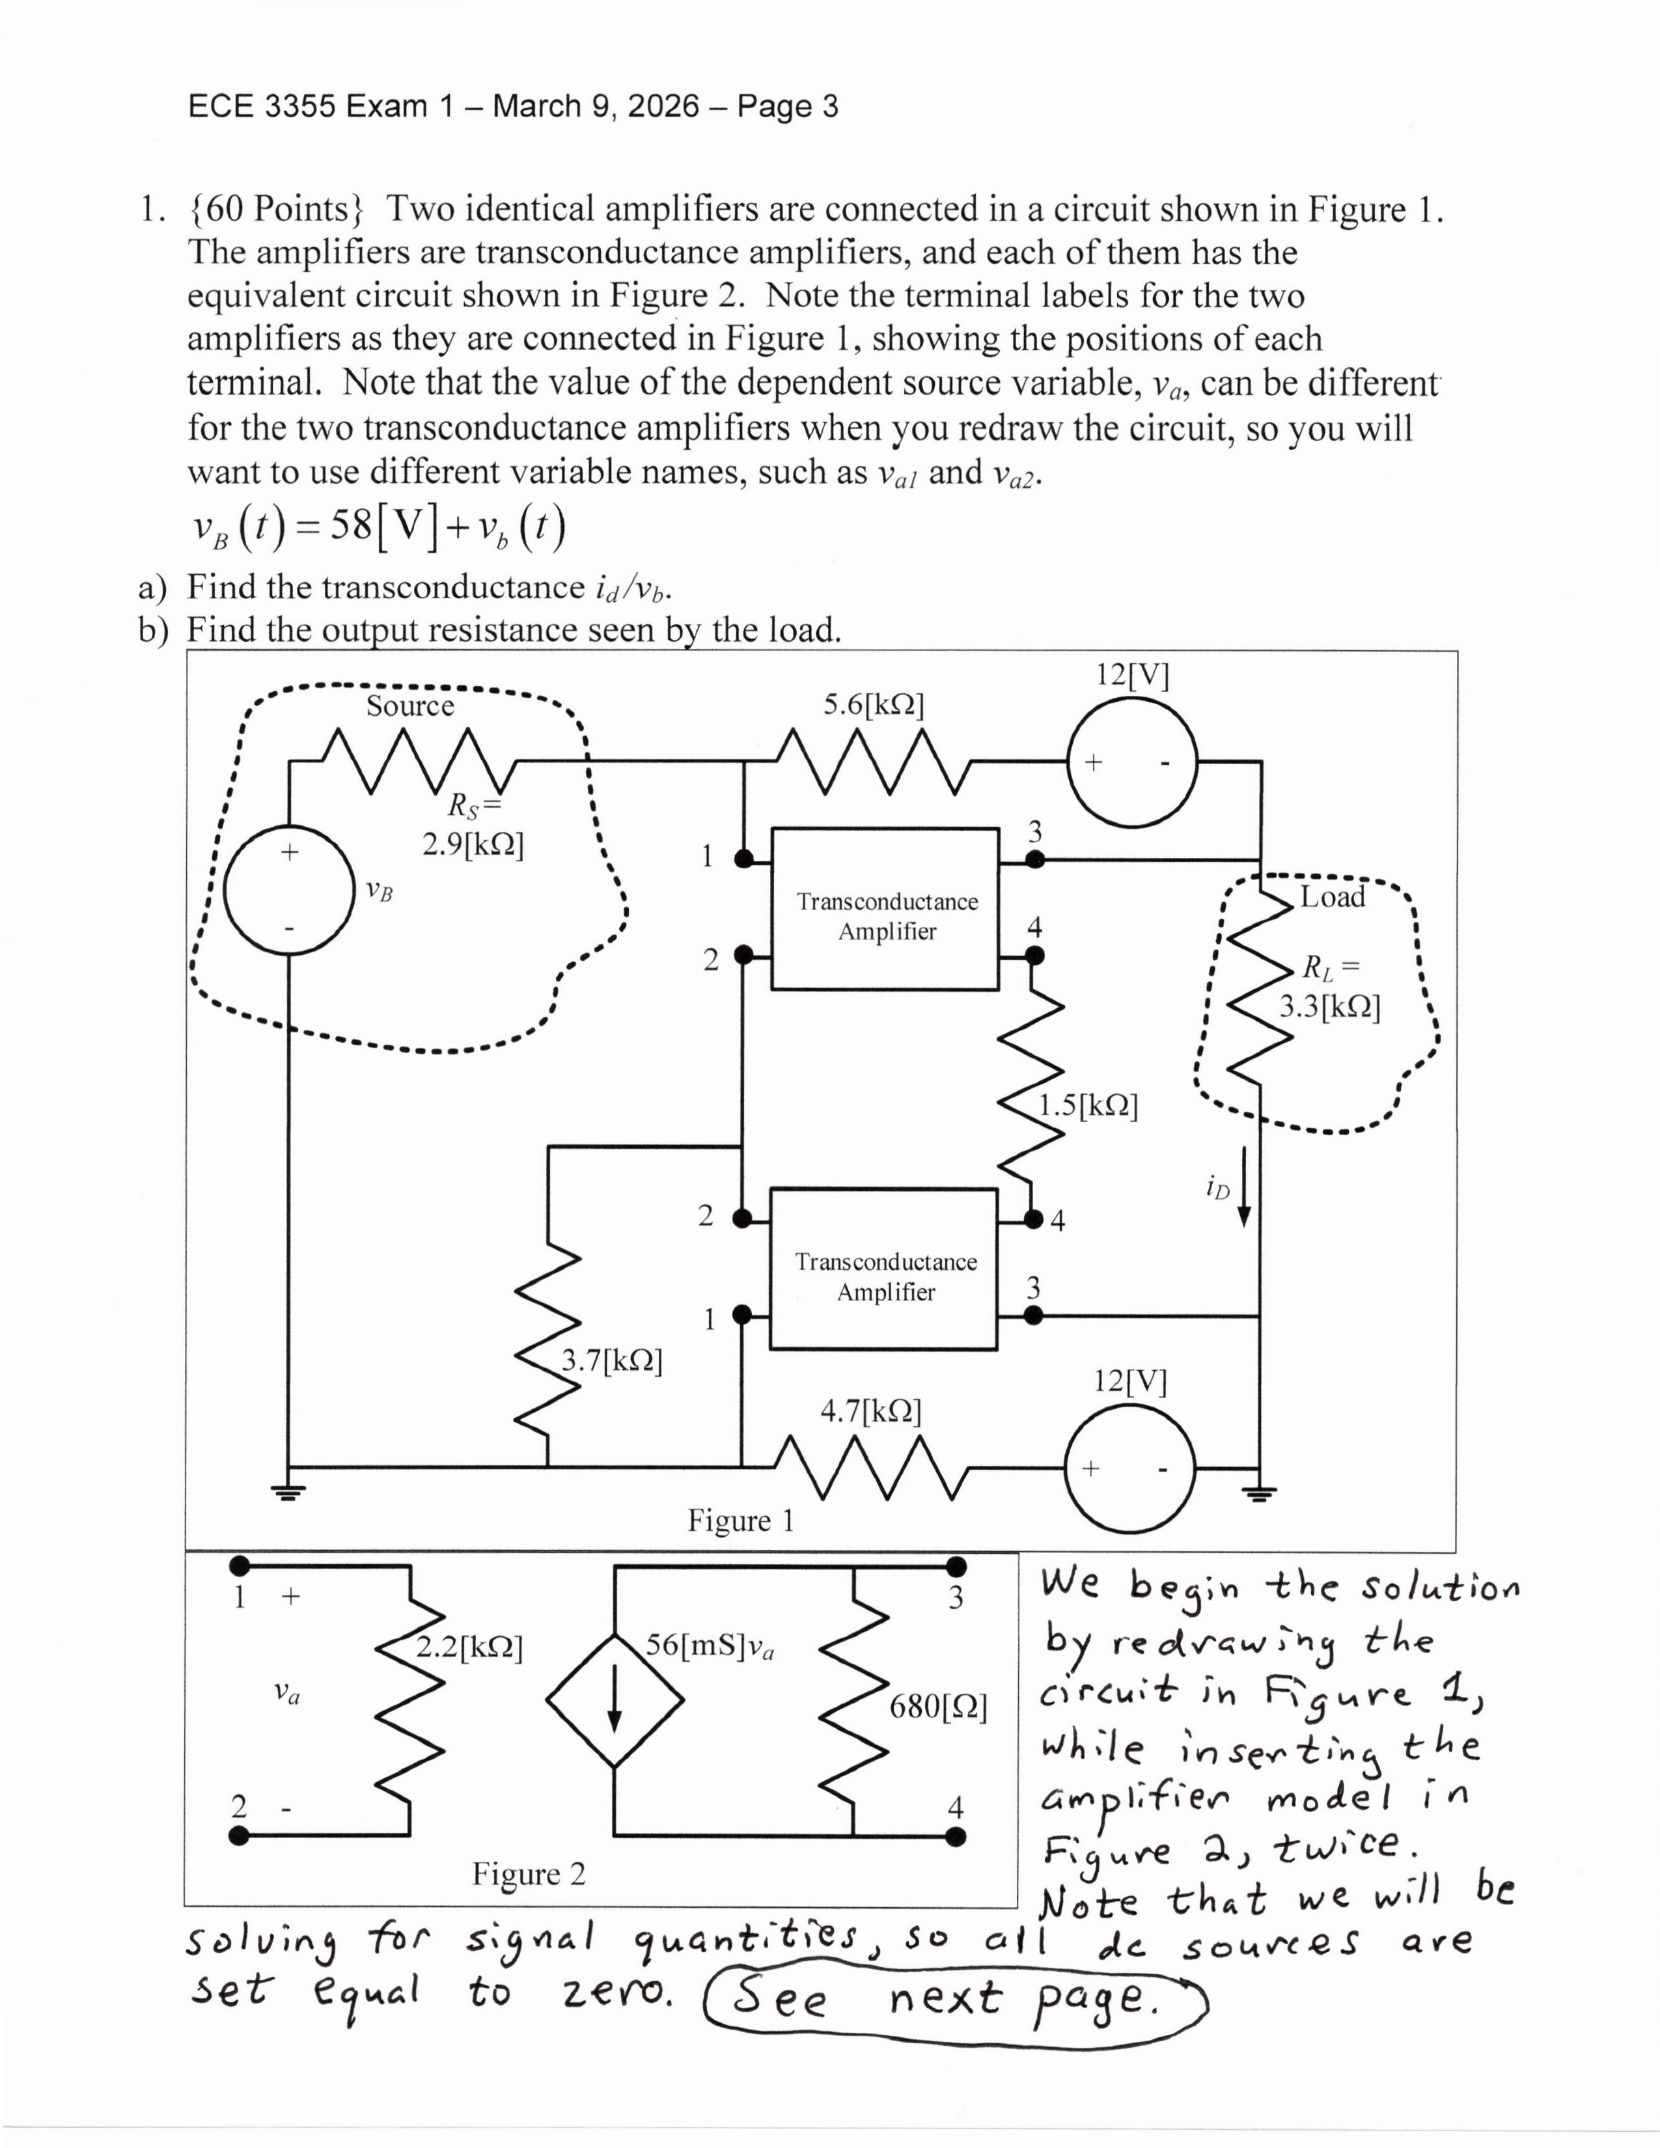 ECE 3355 Exam 1 – March 9, 2026 – Page 3
1. {60 Points} Two identical amplifiers are connected in a circuit shown in Figure 1.
The amplifiers are transconductance amplifiers, and each of them has the
equivalent circuit shown in Figure 2. Note the terminal labels for the two
amplifiers as they are connected in Figure 1, showing the positions of each
terminal. Note that the value of the dependent source variable, va, can be different
for the two transconductance amplifiers when you redraw the circuit, so you will
want to use different variable names, such as va1 and va2.
vB (t) = 58[V] + vb (t)
a) Find the transconductance id/vb.
b) Find the output resistance seen by the load.
12[V]
Source
5.6[kΩ]
+ -
RS=
2.9[kΩ]
+
vB
-
1
3
Transconductance
Amplifier
2
4
Load
RL =
3.3[kΩ]
1.5[kΩ]
iD
2
4
Transconductance
Amplifier
1
3
3.7[kΩ]
12[V]
4.7[kΩ]
+ -
Figure 1
1 +
2.2[kΩ]
va
2 -
56[mS]va
680[Ω]
3
4
Figure 2
We begin the solution
by redrawing the
circuit in Figure 1,
while inserting the
amplifier model in
Figure 2, twice.
Note that we will be
solving for signal quantities, so all dc sources are
set equal to zero. See next page.